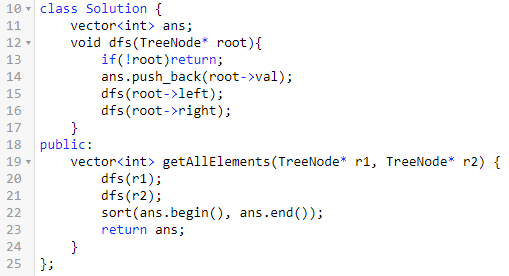 10 class Solution {
11     vector<int> ans;
12     void dfs(TreeNode* root){
13         if(!root)return;
14         ans.push_back(root->val);
15         dfs(root->left);
16         dfs(root->right);
17     }
18 public:
19     vector<int> getAllElements(TreeNode* r1, TreeNode* r2) {
20         dfs(r1);
21         dfs(r2);
22         sort(ans.begin(), ans.end());
23         return ans;
24     }
25 };